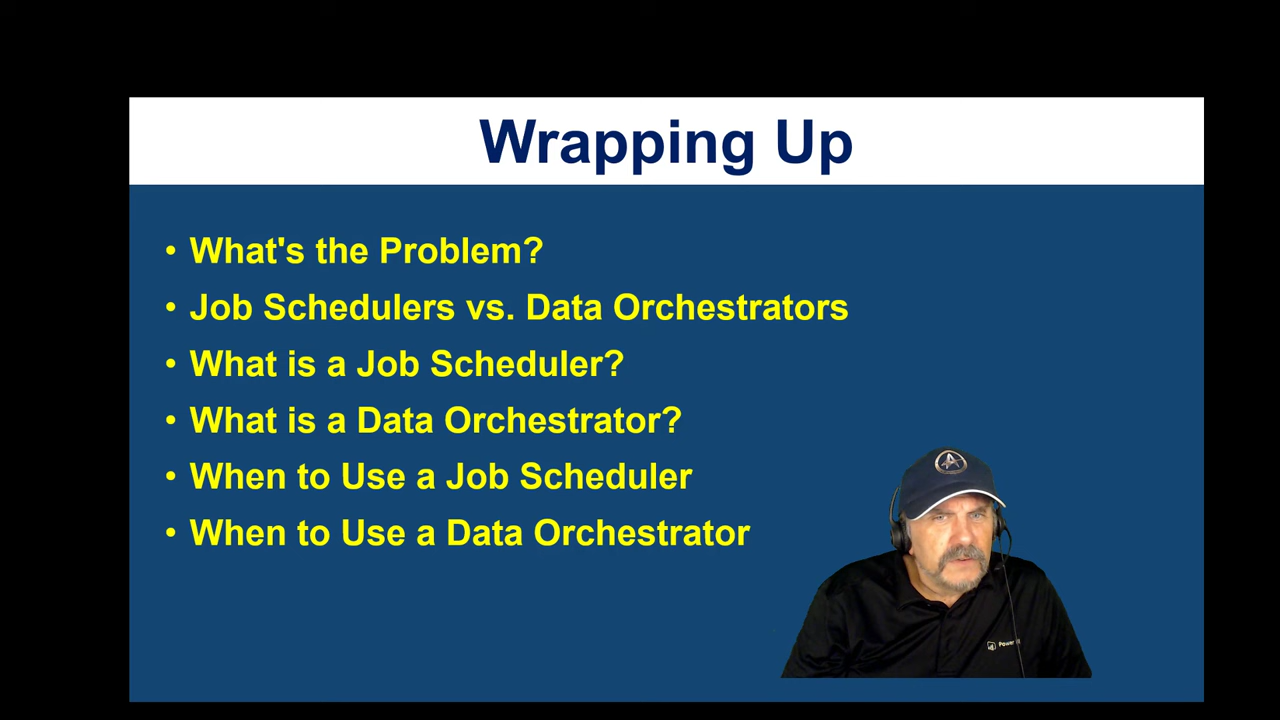 Wrapping Up
• What's the Problem?
• Job Schedulers vs. Data Orchestrators
• What is a Job Scheduler?
• What is a Data Orchestrator?
• When to Use a Job Scheduler
• When to Use a Data Orchestrator